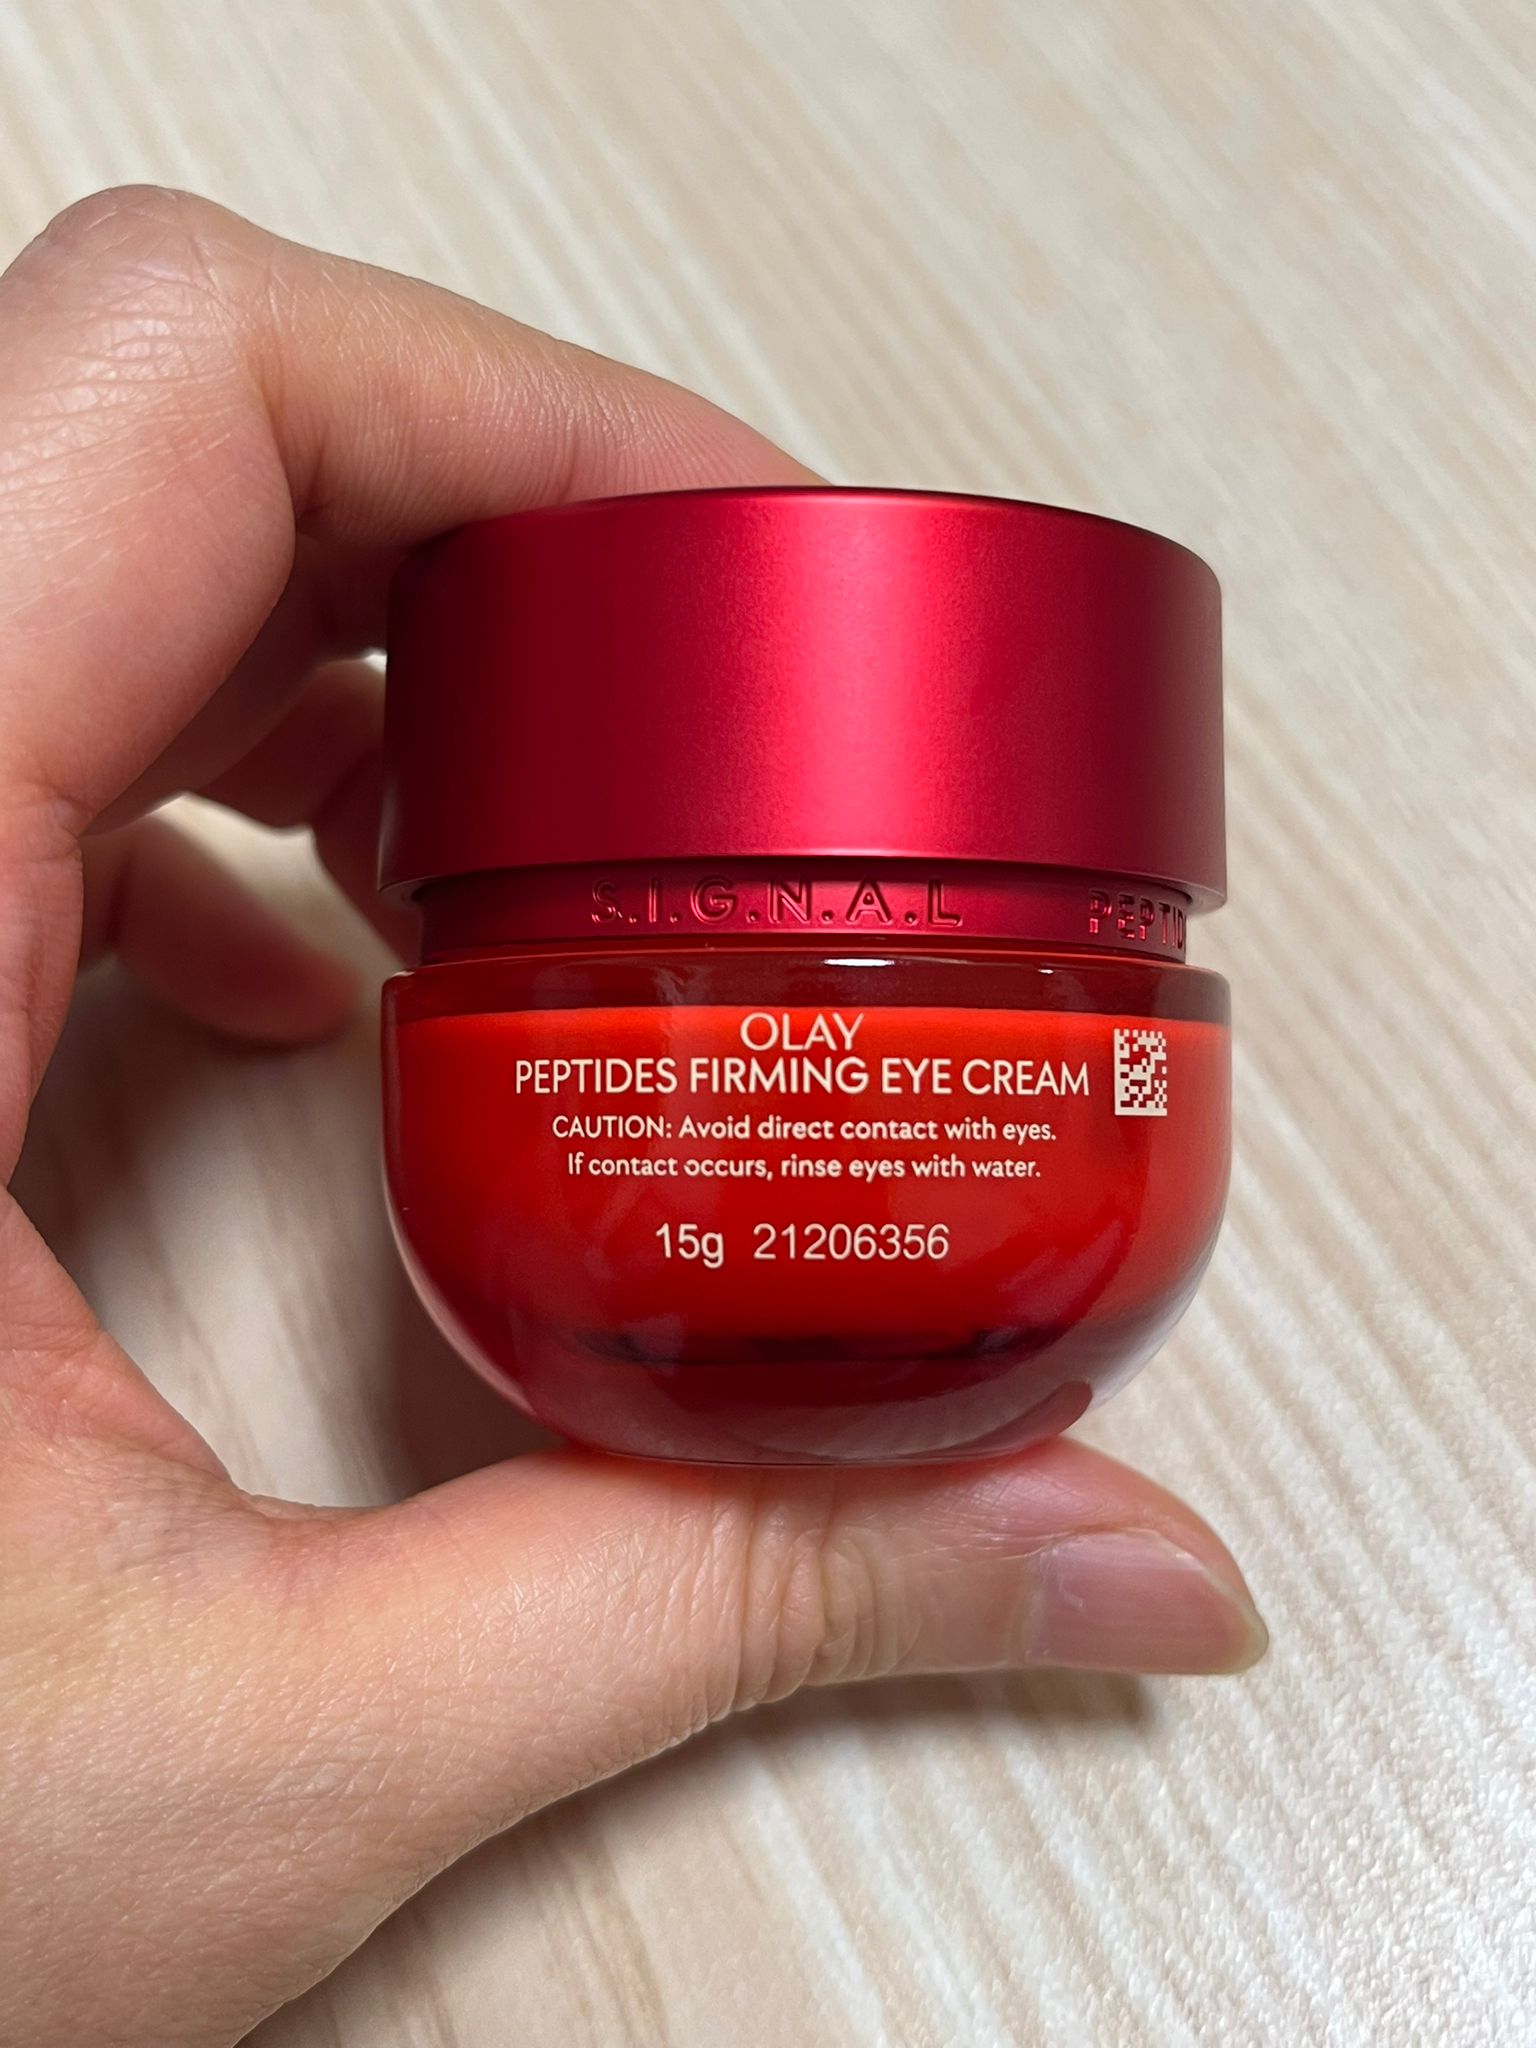 S.I.G.N.A.L PEPTID
OLAY
PEPTIDES FIRMING EYE CREAM
CAUTION: Avoid direct contact with eyes.
If contact occurs, rinse eyes with water.
15g 21206356